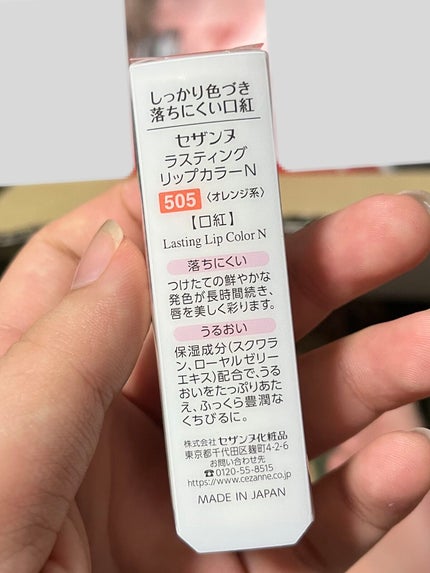 しっかり色づき
落ちにくい口紅
セザンヌ
ラスティング
リップカラーN
505 〈オレンジ系〉
【口紅】
Lasting Lip Color N
落ちにくい
つけたての鮮やかな
発色が長時間続き、
唇を美しく彩ります。
うるおい
保湿成分(スクワラ
ン、ローヤルゼリー
エキス)配合で、うる
おいをたっぷりあた
え、ふっくら豊潤な
くちびるに。
株式会社 セザンヌ化粧品
東京都千代田区麹町4-2-6
お問い合わせ先
☎0120-55-8515
https://www.cezanne.co.jp
MADE IN JAPAN